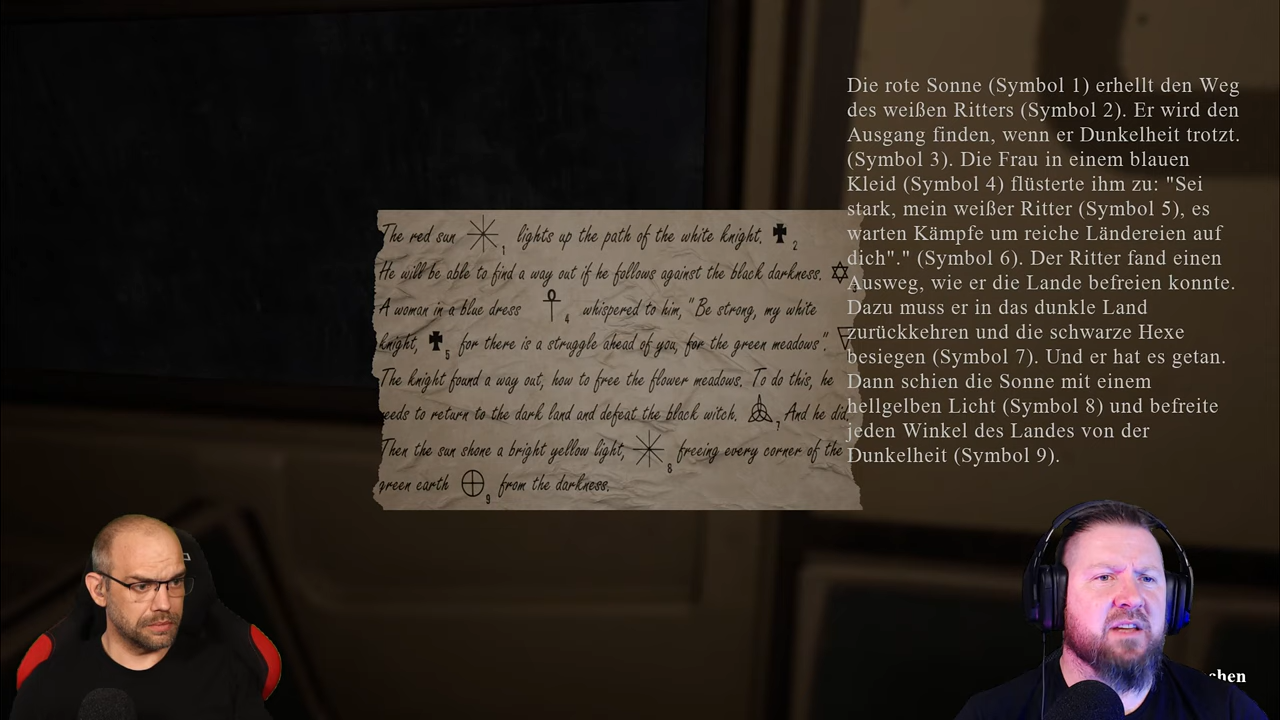 The red sun 1 lights up the path of the white knight. 2
He will be able to find a way out if he follows against the black darkness.
A woman in a blue dress 4 whispered to him, "Be strong, my white
knight, 5 for there is a struggle ahead of you, for the green meadows".
The knight found a way out, how to free the flower meadows. To do this, he
eeds to return to the dark land and defeat the black witch. 7 And he did.
Then the sun shone a bright yellow light, 8 freeing every corner of the
green earth 9 from the darkness.
Die rote Sonne (Symbol 1) erhellt den Weg
des weißen Ritters (Symbol 2). Er wird den
Ausgang finden, wenn er Dunkelheit trotzt.
(Symbol 3). Die Frau in einem blauen
Kleid (Symbol 4) flüsterte ihm zu: "Sei
stark, mein weißer Ritter (Symbol 5), es
warten Kämpfe um reiche Ländereien auf
dich"." (Symbol 6). Der Ritter fand einen
Ausweg, wie er die Lande befreien konnte.
Dazu muss er in das dunkle Land
zurückkehren und die schwarze Hexe
besiegen (Symbol 7). Und er hat es getan.
Dann schien die Sonne mit einem
hellgelben Licht (Symbol 8) und befreite
jeden Winkel des Landes von der
Dunkelheit (Symbol 9).
chen